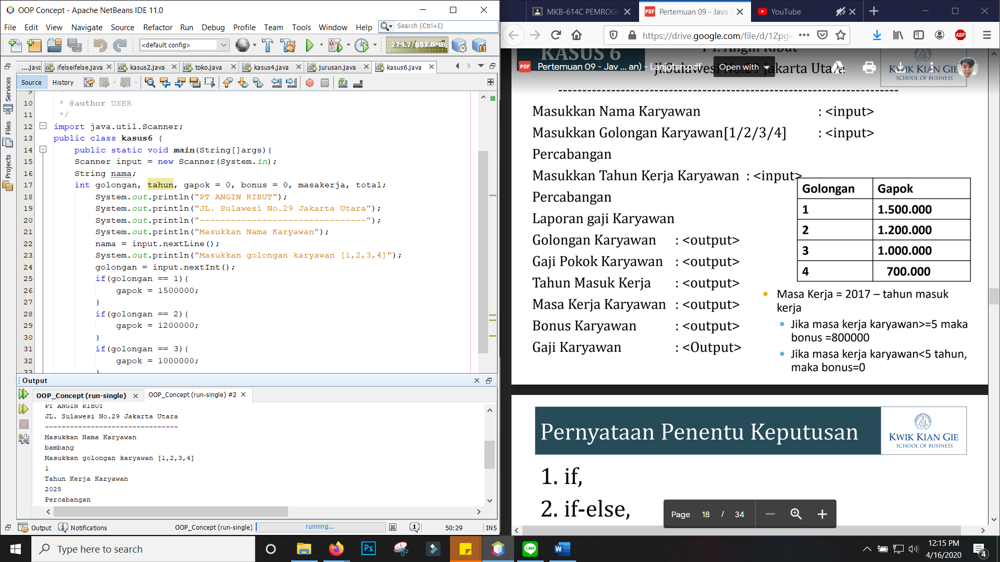 OOP Concept - Apache NetBeans IDE 11.0
File Edit View Navigate Source Refactor Run Debug Profile Team Tools Window Help
Search (Ctrl+I)
<default config>
279.7/857.0MB
....java
ifelseifelse.java
kasus2.java
toko.java
kasus4.java
jurusan.java
kasus6.java
Source History
Services
Files
Projects
9 *
10 * @author USER
11 */
12 import java.util.Scanner;
13 public class kasus6 {
14 public static void main(String[]args){
15 Scanner input = new Scanner(System.in);
16 String nama;
17 int golongan, tahun, gapok = 0, bonus = 0, masakerja, total;
18 System.out.println("PT ANGIN RIBUT");
19 System.out.println("JL. Sulawesi No.29 Jakarta Utara");
20 System.out.println("--------------------------------");
21 System.out.println("Masukkan Nama Karyawan");
22 nama = input.nextLine();
23 System.out.println("Masukkan golongan karyawan [1,2,3,4]");
24 golongan = input.nextInt();
25 if(golongan == 1){
26 gapok = 1500000;
27 }
28 if(golongan == 2){
29 gapok = 1200000;
30 }
31 if(golongan == 3){
32 gapok = 1000000;
33 }
Output
OOP_Concept (run-single)
OOP_Concept (run-single) #2
PT ANGIN RIBUT
JL. Sulawesi No.29 Jakarta Utara
--------------------------------
Masukkan Nama Karyawan
bambang
Masukkan golongan karyawan [1,2,3,4]
1
Tahun Kerja Karyawan
2025
Percabangan
Output
Notifications
OOP_Concept (run-single)
running...
1
50:29
INS
MKB-614C PEMROGR
PDF Pertemuan 09 - Java
YouTube
https://drive.google.com/file/d/1Zpgw
ABP
KASUS 6
PT. Angin Ribut
PDF Pertemuan 09 - Jav ... an) - Lanjutan.pdf
Open with
jl.Sulawesi No.29 Jakarta Utara
KWIK KIAN GIE
SCHOOL OF BUSINESS
Masukkan Nama Karyawan : <input>
Masukkan Golongan Karyawan[1/2/3/4] : <input>
Percabangan
Masukkan Tahun Kerja Karyawan : <input>
Percabangan
Laporan gaji Karyawan
Golongan Karyawan : <output>
Gaji Pokok Karyawan : <output>
Tahun Masuk Kerja : <output>
Masa Kerja Karyawan : <output>
Bonus Karyawan : <output>
Gaji Karyawan : <Output>
Golongan Gapok
1 1.500.000
2 1.200.000
3 1.000.000
4 700.000
• Masa Kerja = 2017 – tahun masuk
kerja
• Jika masa kerja karyawan>=5 maka
bonus =800000
• Jika masa kerja karyawan<5 tahun,
maka bonus=0
Pernyataan Penentu Keputusan
KWIK KIAN GIE
SCHOOL OF BUSINESS
1. if,
2. if-else,
Page 18 / 34
Type here to search
Ps
LINE
W
12:15 PM
4/16/2020
4